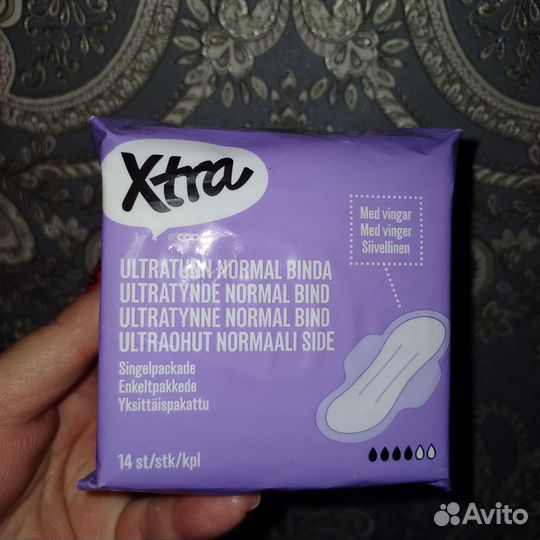 Xtra
coop
ULTRATUNN NORMAL BINDA
ULTRATYNDE NORMAL BIND
ULTRATYNNE NORMAL BIND
ULTRAOHUT NORMAALI SIDE
Singelpackade
Enkeltpakkede
Yksittäispakattu
14 st/stk/kpl
Med vingar
Med vinger
Siivellinen
Avito